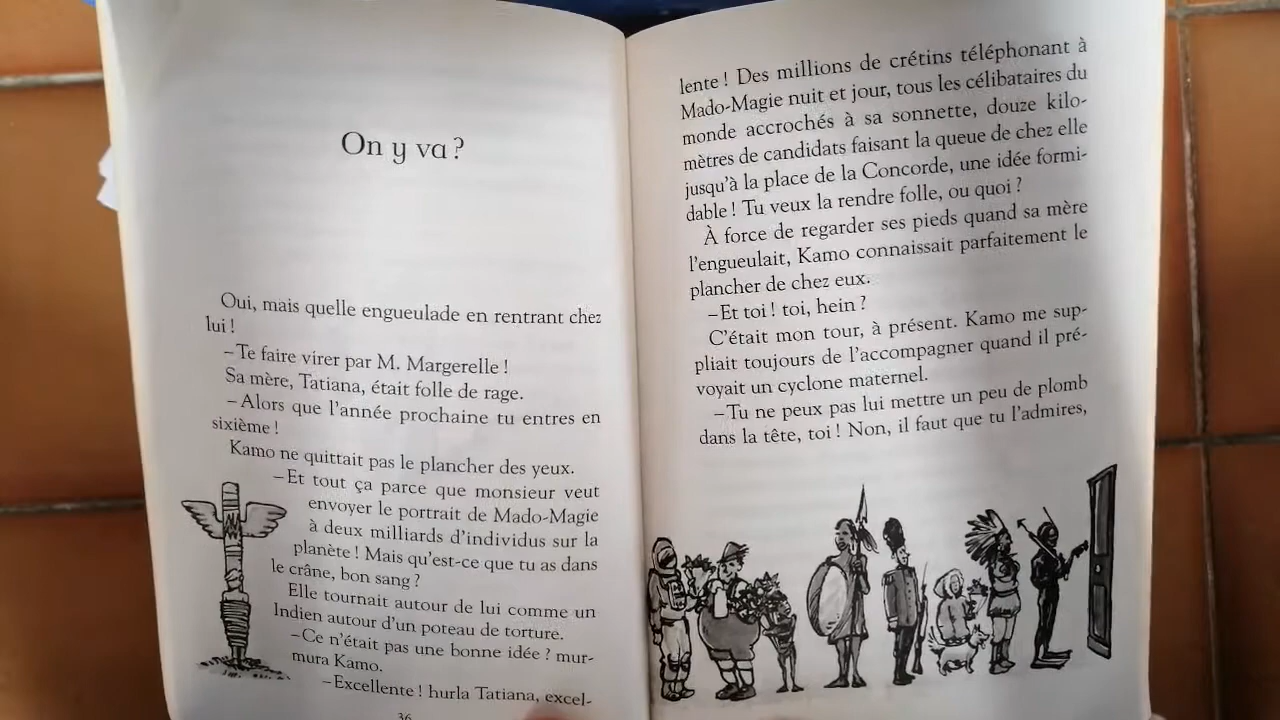 On y va ?
Oui, mais quelle engueulade en rentrant chez
lui !
– Te faire virer par M. Margerelle !
Sa mère, Tatiana, était folle de rage.
– Alors que l'année prochaine tu entres en
sixième !
Kamo ne quittait pas le plancher des yeux.
– Et tout ça parce que monsieur veut
envoyer le portrait de Mado-Magie
à deux milliards d'individus sur la
planète ! Mais qu'est-ce que tu as dans
le crâne, bon sang ?
Elle tournait autour de lui comme un
Indien autour d'un poteau de torture.
– Ce n'était pas une bonne idée ? mur-
mura Kamo.
– Excellente ! hurla Tatiana, excel-
36
lente ! Des millions de crétins téléphonant à
Mado-Magie nuit et jour, tous les célibataires du
monde accrochés à sa sonnette, douze kilo-
mètres de candidats faisant la queue de chez elle
jusqu'à la place de la Concorde, une idée formi-
dable ! Tu veux la rendre folle, ou quoi ?
À force de regarder ses pieds quand sa mère
l'engueulait, Kamo connaissait parfaitement le
plancher de chez eux.
– Et toi ! toi, hein ?
C'était mon tour, à présent. Kamo me sup-
pliait toujours de l'accompagner quand il pré-
voyait un cyclone maternel.
– Tu ne peux pas lui mettre un peu de plomb
dans la tête, toi ! Non, il faut que tu l'admires,